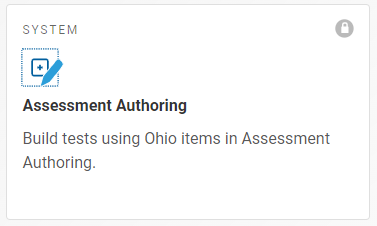 SYSTEM
Assessment Authoring
Build tests using Ohio items in Assessment
Authoring.